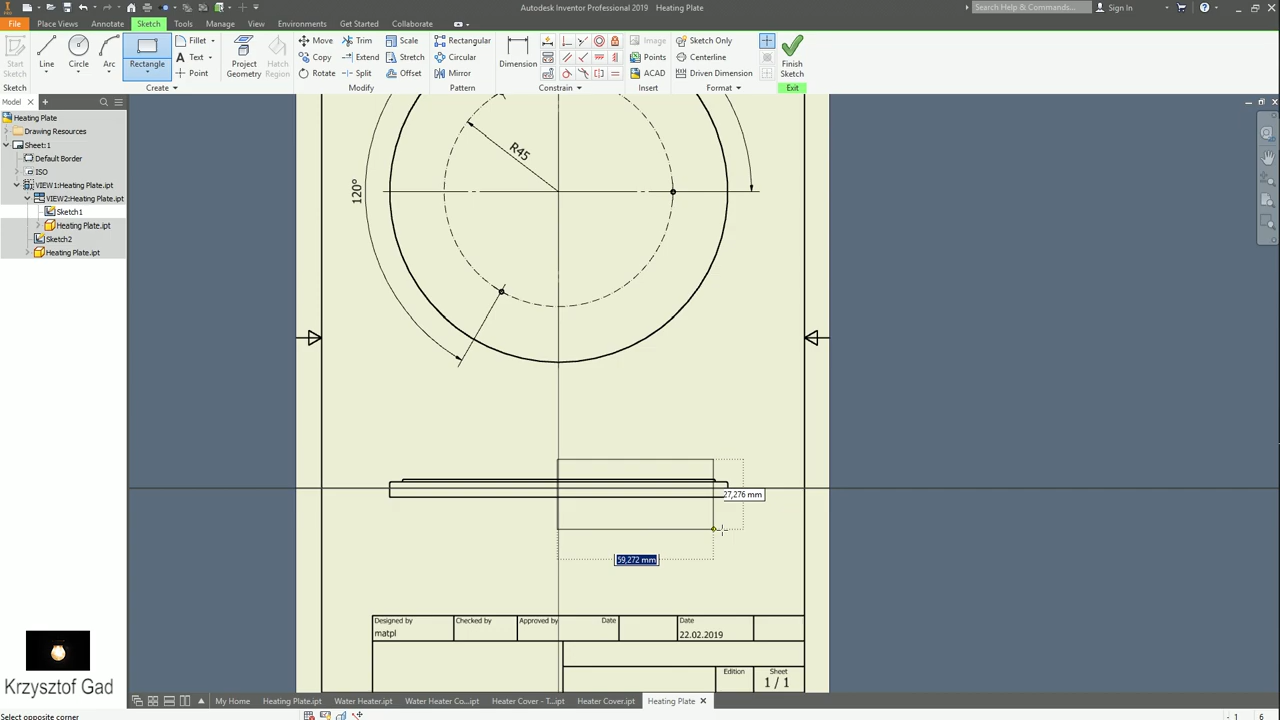 Autodesk Inventor Professional 2019 Heating Plate
Search Help & Commands...
Sign In
File
Place Views
Annotate
Sketch
Tools
Manage
View
Environments
Get Started
Collaborate
Start Sketch
Line
Circle
Arc
Rectangle
Fillet
Text
Point
Project Geometry
Hatch Region
Move
Copy
Rotate
Trim
Extend
Split
Scale
Stretch
Offset
Rectangular
Circular
Mirror
Dimension
Image
Points
ACAD
Sketch Only
Centerline
Driven Dimension
Finish Sketch
Sketch
Create
Modify
Pattern
Constrain
Insert
Format
Exit
Model
Heating Plate
Drawing Resources
Sheet:1
Default Border
ISO
VIEW1:Heating Plate.ipt
VIEW2:Heating Plate.ipt
Sketch1
Heating Plate.ipt
Sketch2
Heating Plate.ipt
R45
120°
27,276 mm
59,272 mm
Designed by
matpl
Checked by
Approved by
Date
Date
22.02.2019
Edition
Sheet
1 / 1
Krzysztof Gad
My Home
Heating Plate.ipt
Water Heater.ipt
Water Heater Co...ipt
Heater Cover - T...ipt
Heater Cover.ipt
Heating Plate
Select opposite corner
1
6